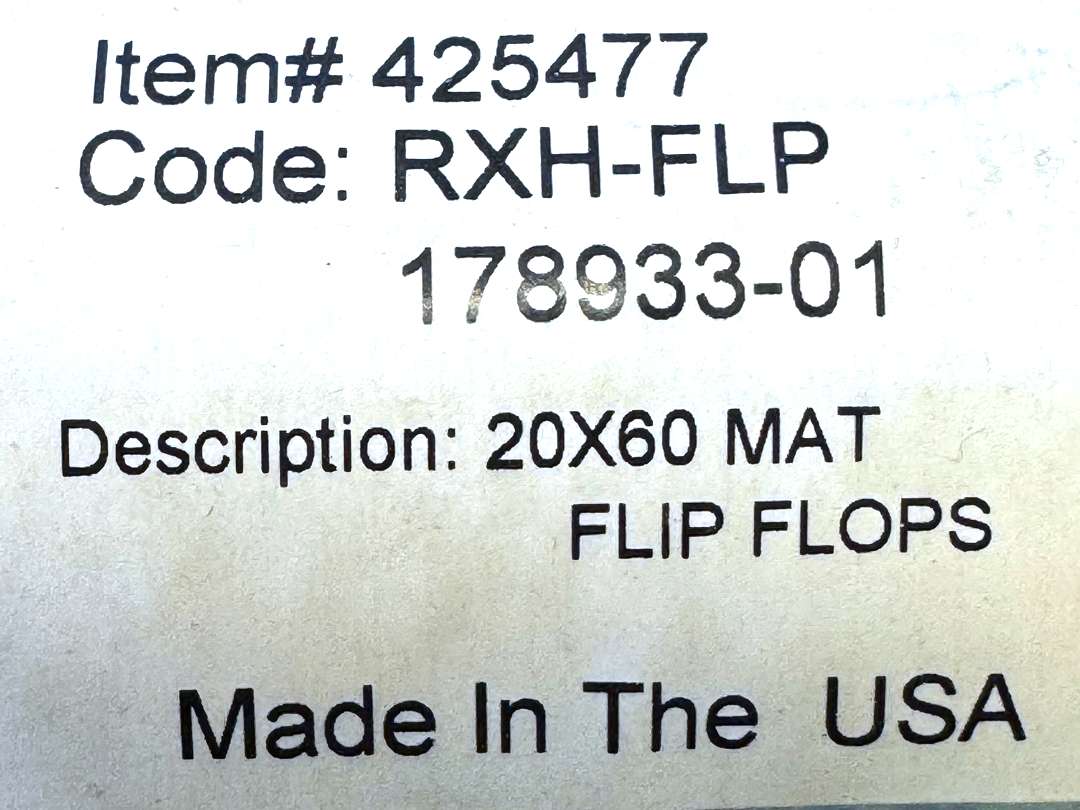 Item# 425477
Code: RXH-FLP
178933-01
Description: 20X60 MAT
FLIP FLOPS
Made In The USA